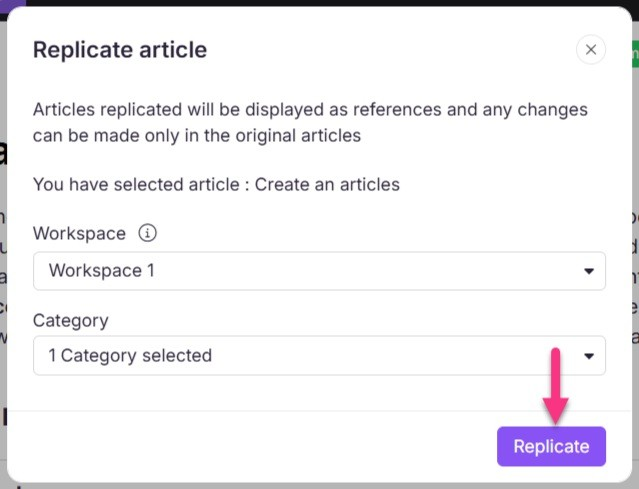 Replicate article
Articles replicated will be displayed as references and any changes
can be made only in the original articles
You have selected article : Create an articles
Workspace
Workspace 1
Category
1 Category selected
Replicate